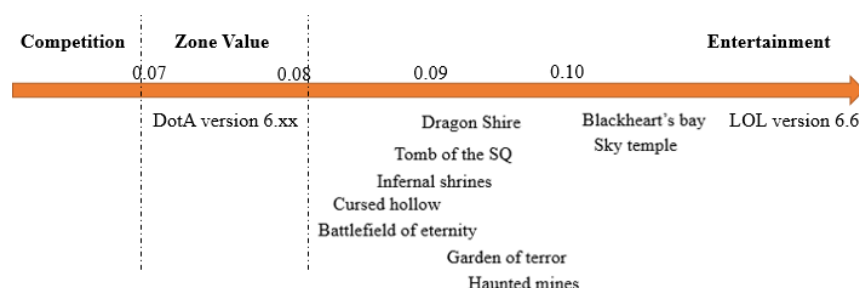 Competition Zone Value Entertainment
0.07 0.08 0.09 0.10
DotA version 6.xx Dragon Shire Blackheart's bay LOL version 6.6
Tomb of the SQ Sky temple
Infernal shrines
Cursed hollow
Battlefield of eternity
Garden of terror
Haunted mines